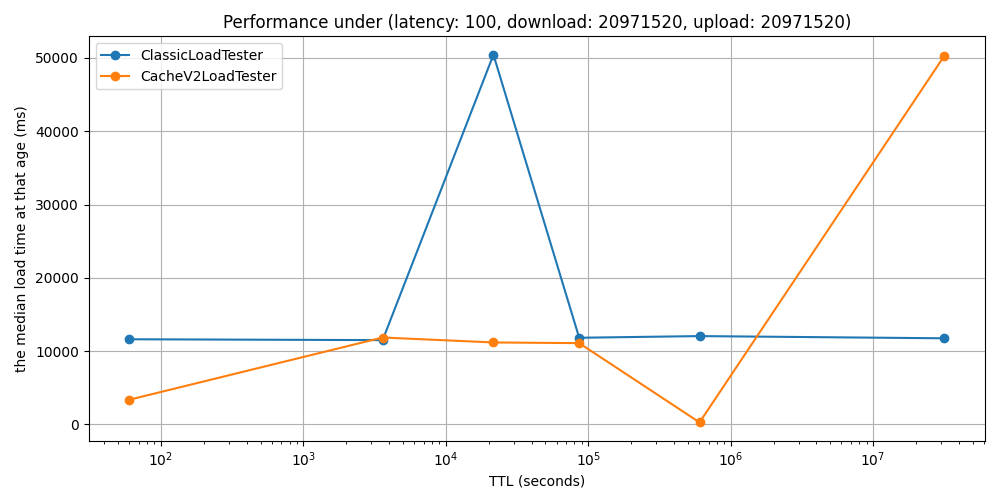 Performance under (latency: 100, download: 20971520, upload: 20971520)
ClassicLoadTester
CacheV2LoadTester
the median load time at that age (ms)
50000
40000
30000
20000
10000
0
10² 10³ 10⁴ 10⁵ 10⁶ 10⁷
TTL (seconds)